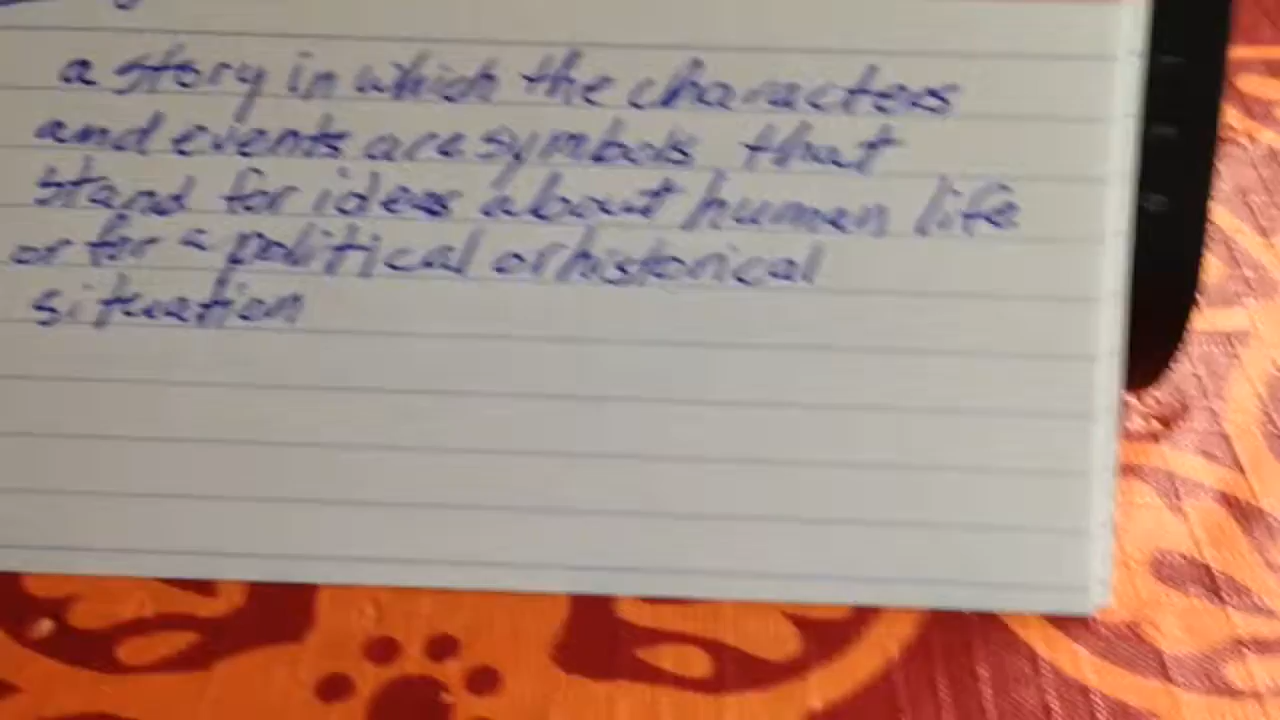 a story in which the characters
and events are symbols that
stand for ideas about human life
or for a political or historical
situation